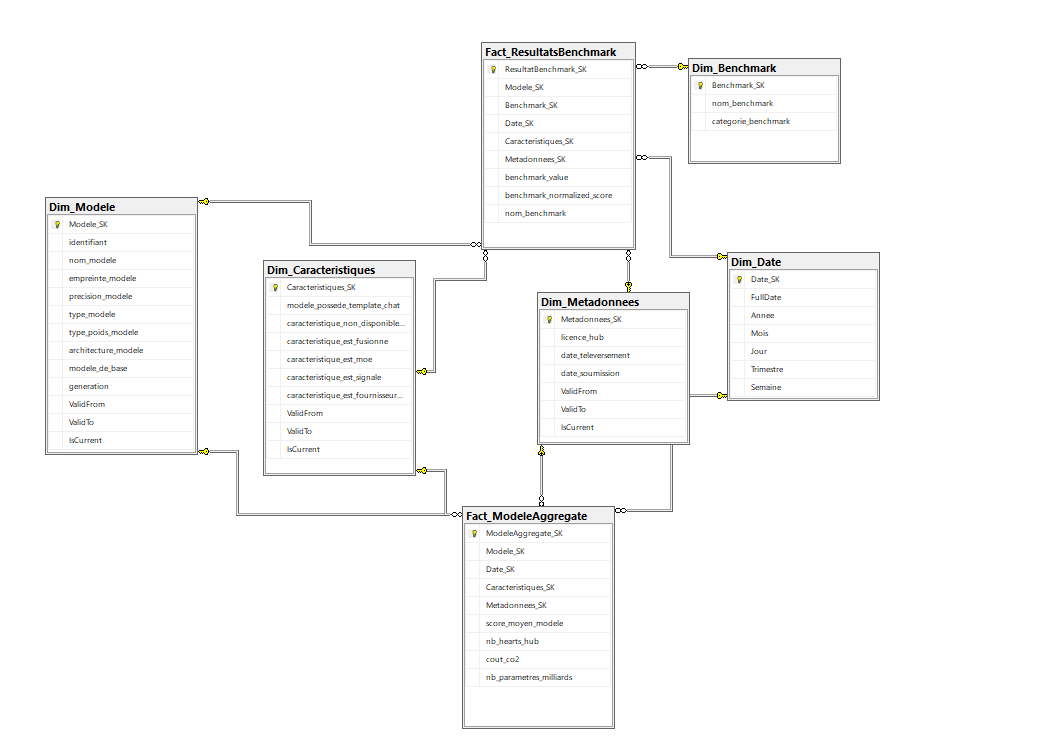 Fact_ResultatsBenchmark
ResultatBenchmark_SK
Modele_SK
Benchmark_SK
Date_SK
Caracteristiques_SK
Metadonnees_SK
benchmark_value
benchmark_normalized_score
nom_benchmark
Dim_Benchmark
Benchmark_SK
nom_benchmark
categorie_benchmark
Dim_Modele
Modele_SK
identifiant
nom_modele
empreinte_modele
precision_modele
type_modele
type_poids_modele
architecture_modele
modele_de_base
generation
ValidFrom
ValidTo
IsCurrent
Dim_Caracteristiques
Caracteristiques_SK
modele_possede_template_chat
caracteristique_non_disponible...
caracteristique_est_fusionne
caracteristique_est_moe
caracteristique_est_signale
caracteristique_est_fournisseur...
ValidFrom
ValidTo
IsCurrent
Dim_Metadonnees
Metadonnees_SK
licence_hub
date_televersement
date_soumission
ValidFrom
ValidTo
IsCurrent
Dim_Date
Date_SK
FullDate
Annee
Mois
Jour
Trimestre
Semaine
Fact_ModeleAggregate
ModeleAggregate_SK
Modele_SK
Date_SK
Caracteristiques_SK
Metadonnees_SK
score_moyen_modele
nb_hearts_hub
cout_co2
nb_parametres_milliards